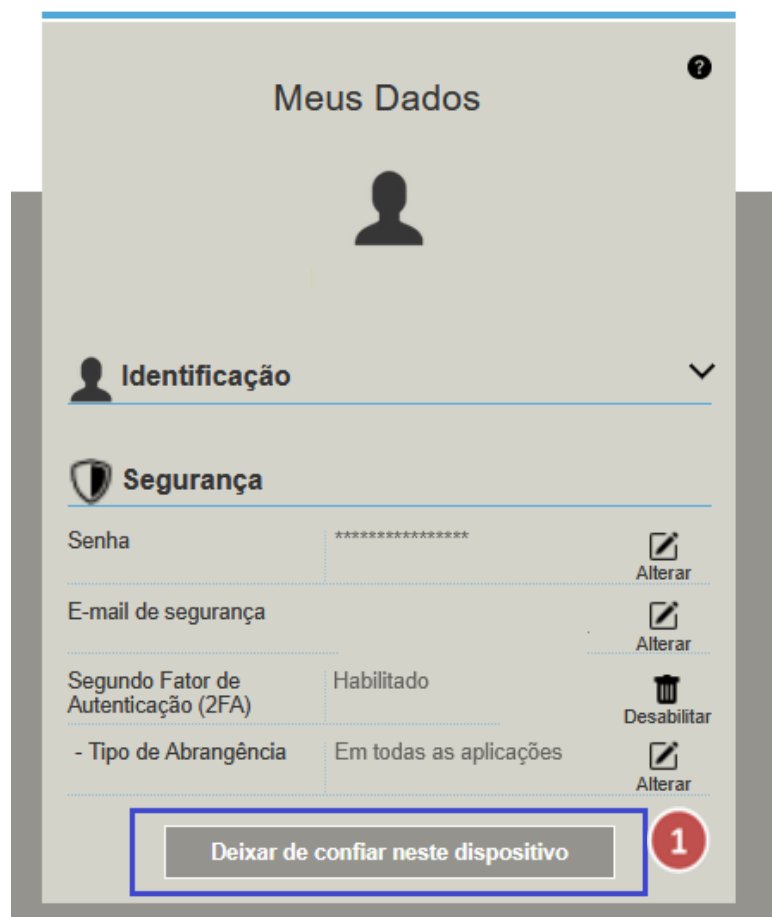 ?
Meus Dados
Identificação
Segurança
Senha
****************
Alterar
E-mail de segurança
Alterar
Segundo Fator de
Autenticação (2FA)
Habilitado
Desabilitar
- Tipo de Abrangência
Em todas as aplicações
Alterar
Deixar de confiar neste dispositivo
1